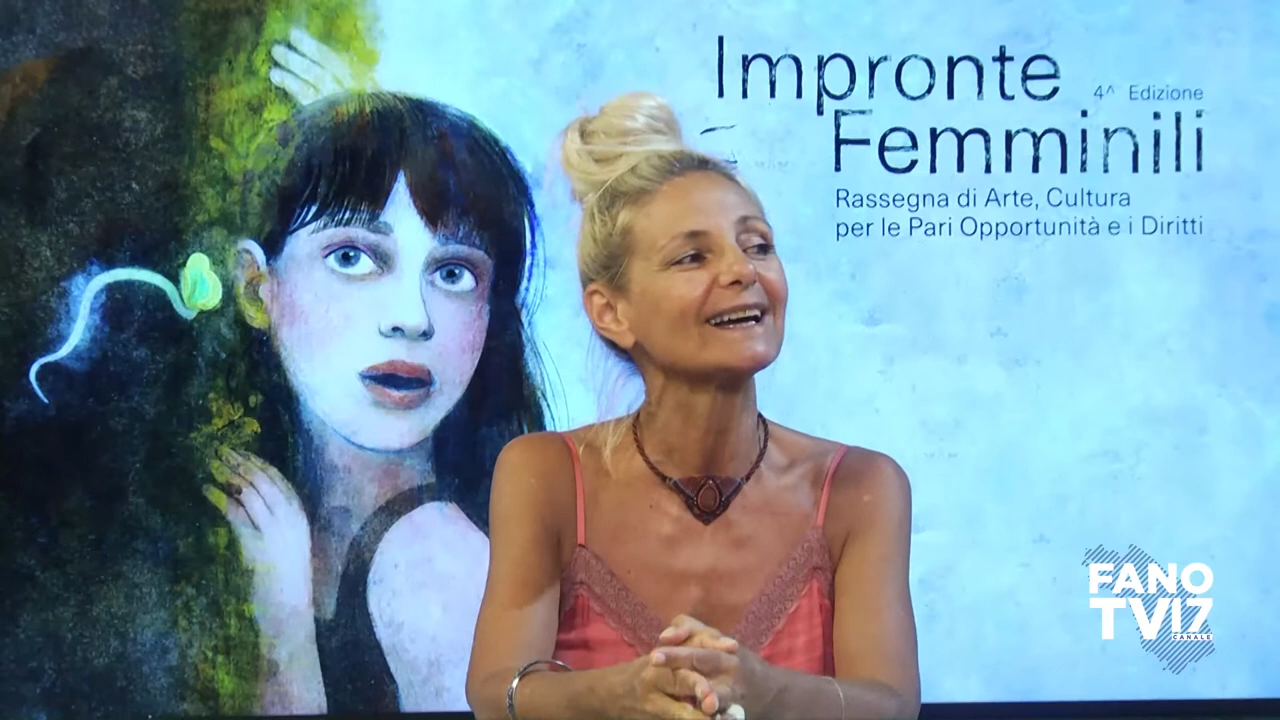 Impronte
4^ Edizione
Femminili
Rassegna di Arte, Cultura
per le Pari Opportunità e i Diritti
FANO
TV17
CANALE